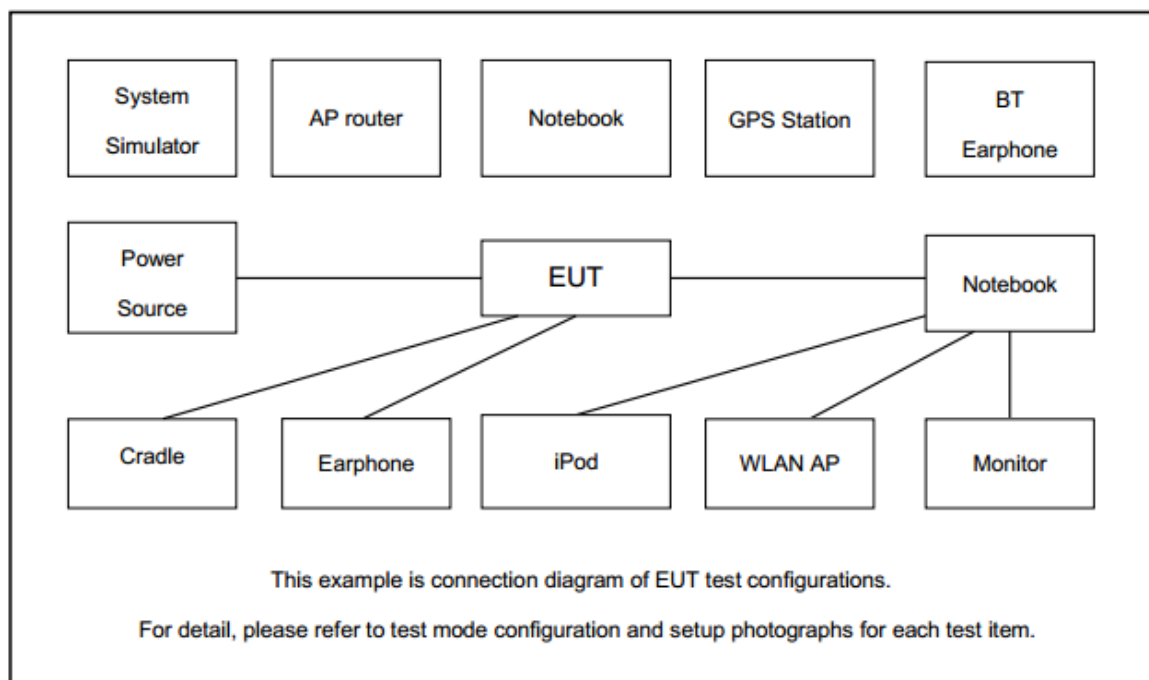 System
Simulator
AP router
Notebook
GPS Station
BT
Earphone
Power
Source
EUT
Notebook
Cradle
Earphone
iPod
WLAN AP
Monitor
This example is connection diagram of EUT test configurations.
For detail, please refer to test mode configuration and setup photographs for each test item.